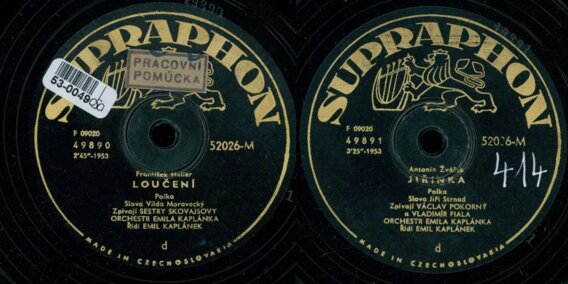 SUPRAPHON
PRACOVNÍ
POMŮCKA
53-0049
F 09020
49890
2'45"-1953
52026-M
František Heller
LOUČENÍ
Polka
Slova Vilda Moravecký
Zpívají SESTRY SKOVAJSOVY
ORCHESTR EMILA KAPLÁNKA
Řídí EMIL KAPLÁNEK
d
MADE IN CZECHOSLOVAKIA
SUPRAPHON
F 09020
49891
3'25"-1953
52026-M
414
Antonín Žváček
JIŘINKA
Polka
Slova Jiří Strnad
Zpívají VÁCLAV POKORNÝ
a VLADIMÍR FIALA
ORCHESTR EMILA KAPLÁNKA
Řídí EMIL KAPLÁNEK
d
MADE IN CZECHOSLOVAKIA